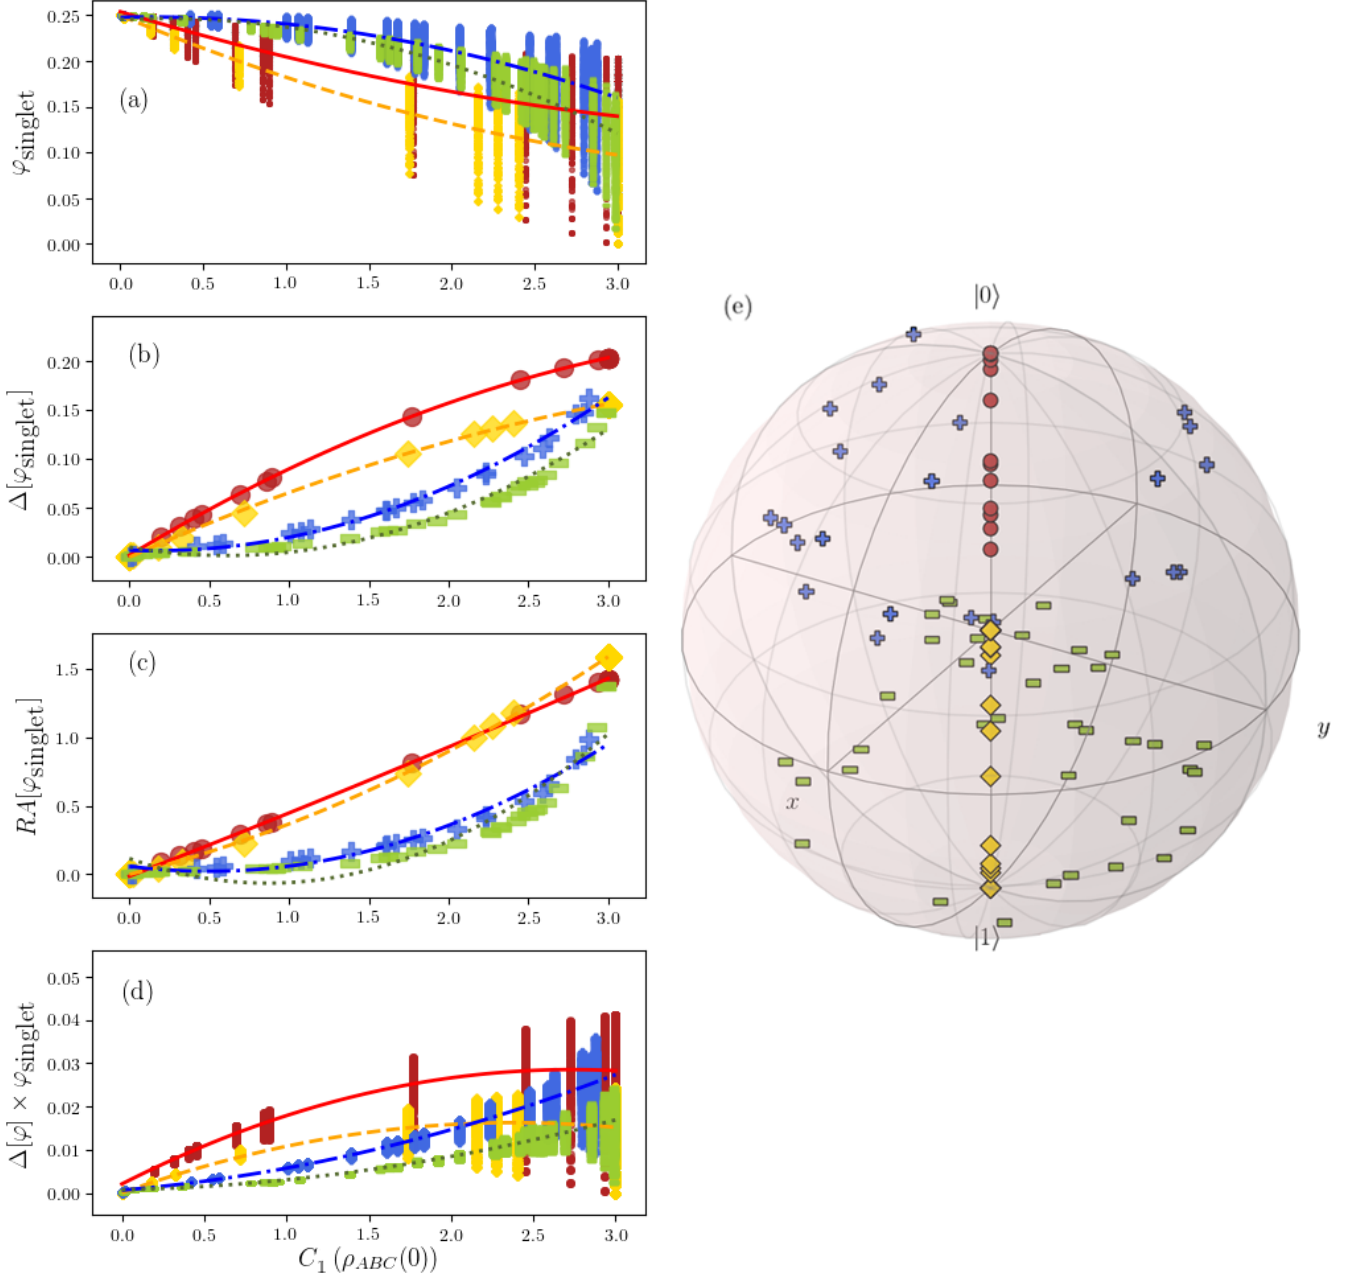 0.25
0.20
0.15
0.10
0.05
0.00
φsinglet
(a)
0.0 0.5 1.0 1.5 2.0 2.5 3.0
0.20
0.15
0.10
0.05
0.00
Δ[φsinglet]
(b)
0.0 0.5 1.0 1.5 2.0 2.5 3.0
1.5
1.0
0.5
0.0
RA[φsinglet]
(c)
0.0 0.5 1.0 1.5 2.0 2.5 3.0
0.05
0.04
0.03
0.02
0.01
0.00
Δ[φ] × φsinglet
(d)
0.0 0.5 1.0 1.5 2.0 2.5 3.0
C₁ (ρABC(0))
(e)
|0⟩
y
x
|1⟩